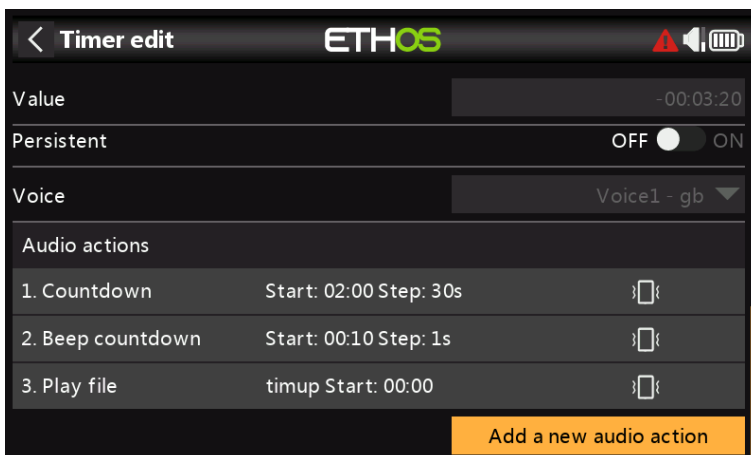 Timer edit ETHOS
Value -00:03:20
Persistent OFF ON
Voice Voice1 - gb
Audio actions
1. Countdown Start: 02:00 Step: 30s
2. Beep countdown Start: 00:10 Step: 1s
3. Play file timup Start: 00:00
Add a new audio action